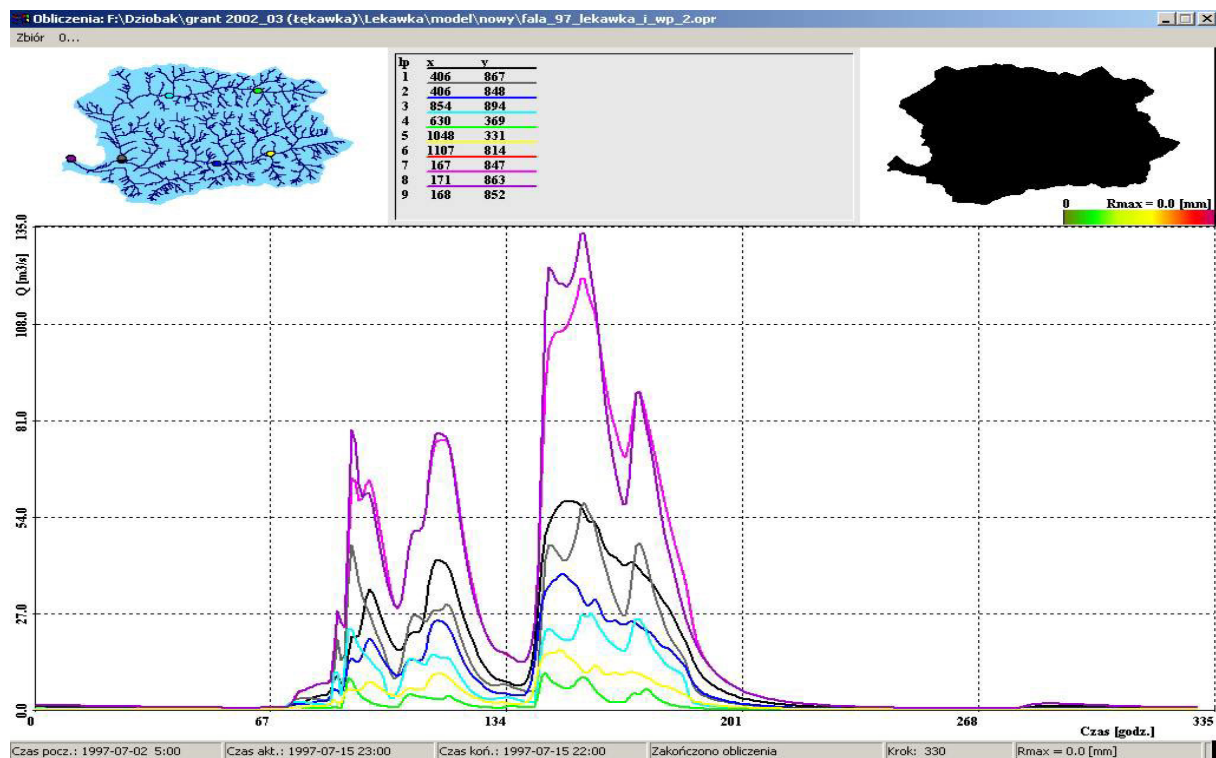 Obliczenia: F:\Dziobak\grant 2002_03 (Łękawka)\Lekawka\model\nowy\fala_97_lekawka_i_wp_2.opr
Zbiór O...
lp x y
1 406 867
2 406 848
3 854 894
4 630 369
5 1048 331
6 1107 814
7 167 847
8 171 863
9 168 852
0 Rmax = 0.0 [mm]
Q [m3/s]
135.0
108.0
81.0
54.0
27.0
0.0
0 67 134 201 268 335
Czas [godz.]
Czas pocz.: 1997-07-02 5:00 Czas akt.: 1997-07-15 23:00 Czas koń.: 1997-07-15 22:00 Zakończono obliczenia Krok: 330 Rmax = 0.0 [mm]